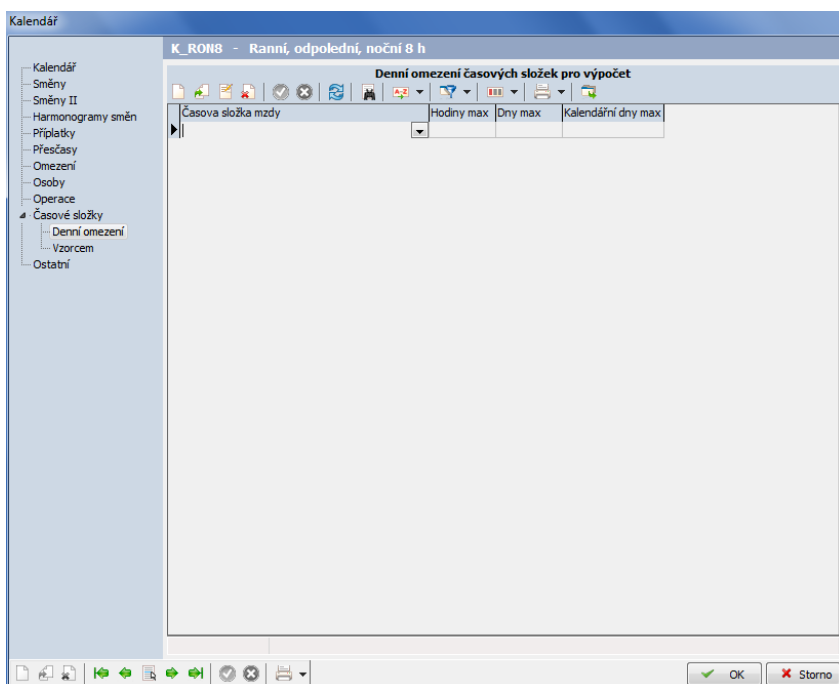 Kalendář
K_RON8 - Ranní, odpolední, noční 8 h
Kalendář
Směny
Směny II
Harmonogramy směn
Příplatky
Přesčasy
Omezení
Osoby
Operace
Časové složky
Denní omezení
Vzorcem
Ostatní
Denní omezení časových složek pro výpočet
Časova složka mzdy Hodiny max Dny max Kalendářní dny max
OK Storno